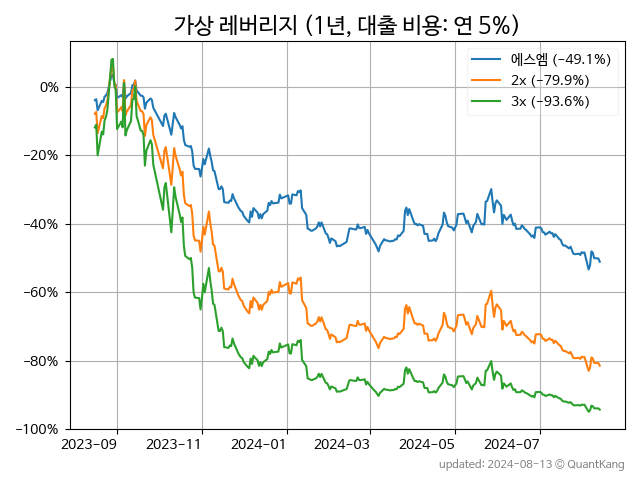 가상 레버리지 (1년, 대출 비용: 연 5%)
에스엠 (−49.1%)
2x (−79.9%)
3x (−93.6%)
0%
−20%
−40%
−60%
−80%
−100%
2023-09 2023-11 2024-01 2024-03 2024-05 2024-07
updated: 2024-08-13 © QuantKang